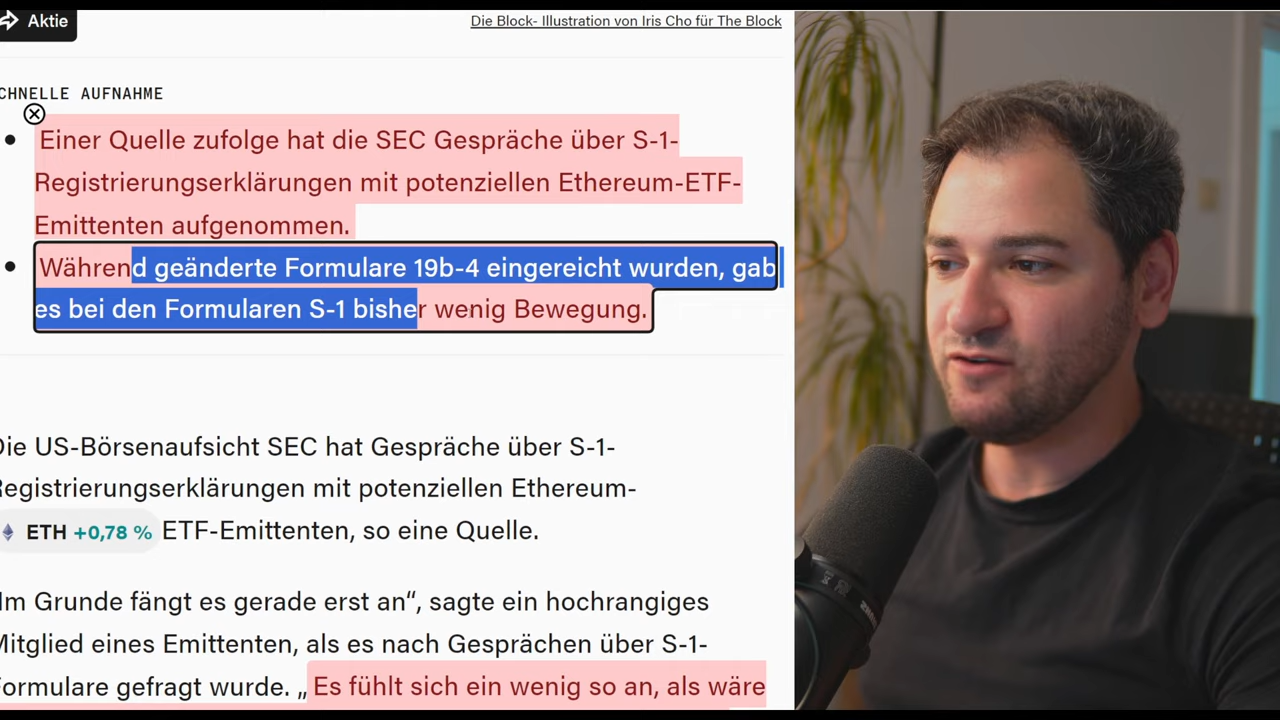 Aktie
Die Block- Illustration von Iris Cho für The Block
CHNELLE AUFNAHME
Einer Quelle zufolge hat die SEC Gespräche über S-1-
Registrierungserklärungen mit potenziellen Ethereum-ETF-
Emittenten aufgenommen.
Während geänderte Formulare 19b-4 eingereicht wurden, gab
es bei den Formularen S-1 bisher wenig Bewegung.
Die US-Börsenaufsicht SEC hat Gespräche über S-1-
Registrierungserklärungen mit potenziellen Ethereum-
ETH +0,78 % ETF-Emittenten, so eine Quelle.
Im Grunde fängt es gerade erst an“, sagte ein hochrangiges
Mitglied eines Emittenten, als es nach Gesprächen über S-1-
Formulare gefragt wurde. „Es fühlt sich ein wenig so an, als wäre